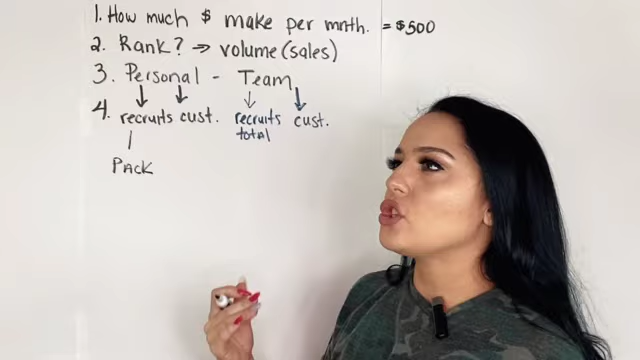 1. How much $ make per mnth. = $500
2. Rank? → volume (sales)
3. Personal - Team
4. recruits cust. recruits cust.
total
PACK